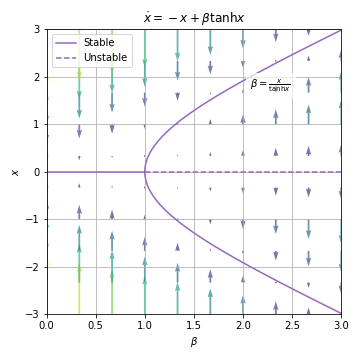 ẋ = −x + βtanhx
Stable
Unstable
β = x/tanhx
x
3
2
1
0
−1
−2
−3
0.0 0.5 1.0 1.5 2.0 2.5 3.0
β